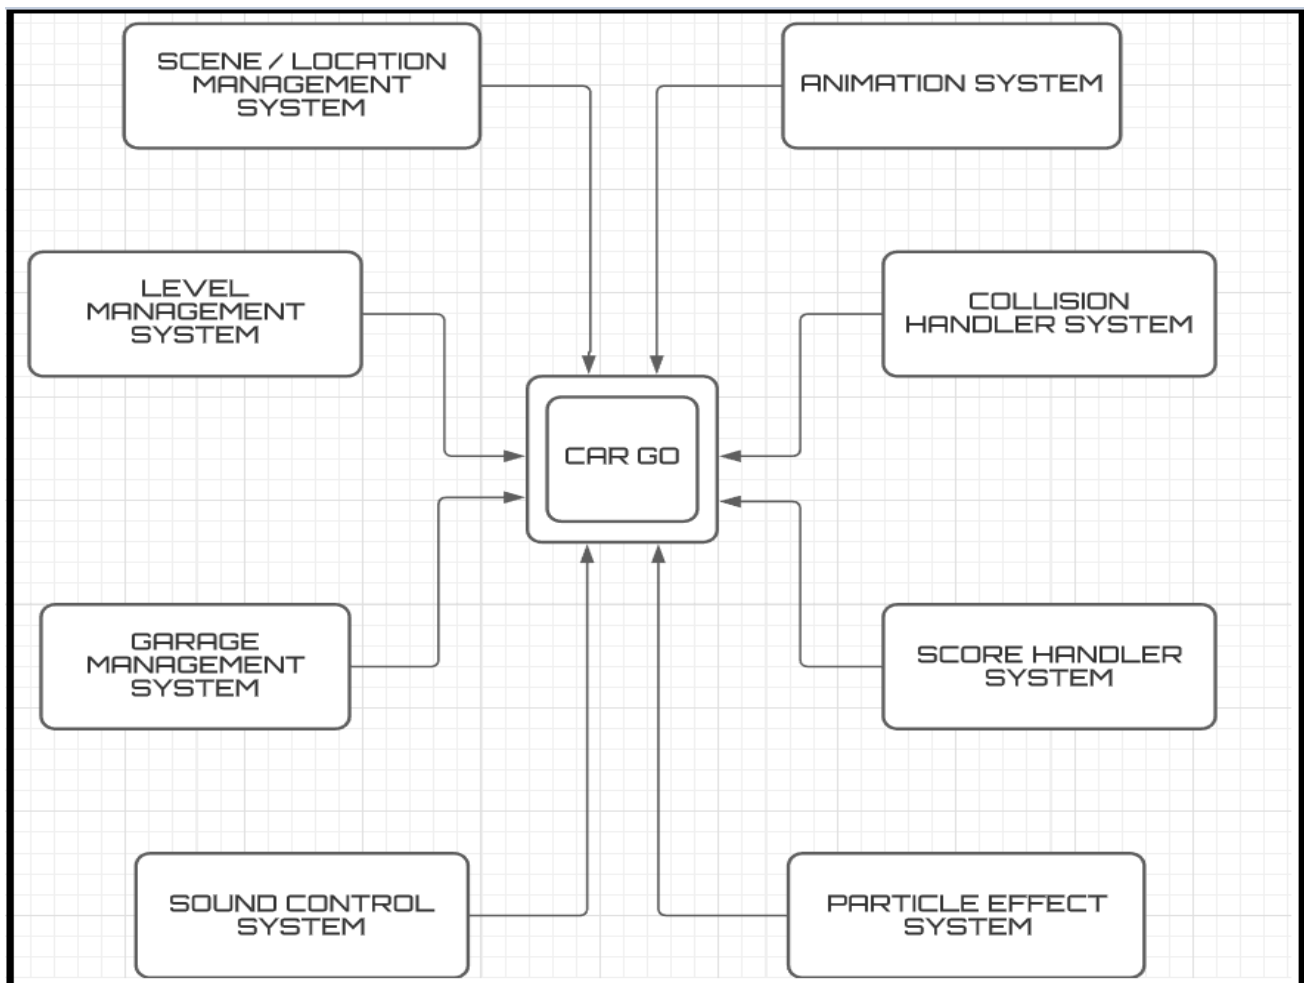 SCENE / LOCATION
MANAGEMENT
SYSTEM
ANIMATION SYSTEM
LEVEL
MANAGEMENT
SYSTEM
COLLISION
HANDLER SYSTEM
CAR GO
GARAGE
MANAGEMENT
SYSTEM
SCORE HANDLER
SYSTEM
SOUND CONTROL
SYSTEM
PARTICLE EFFECT
SYSTEM